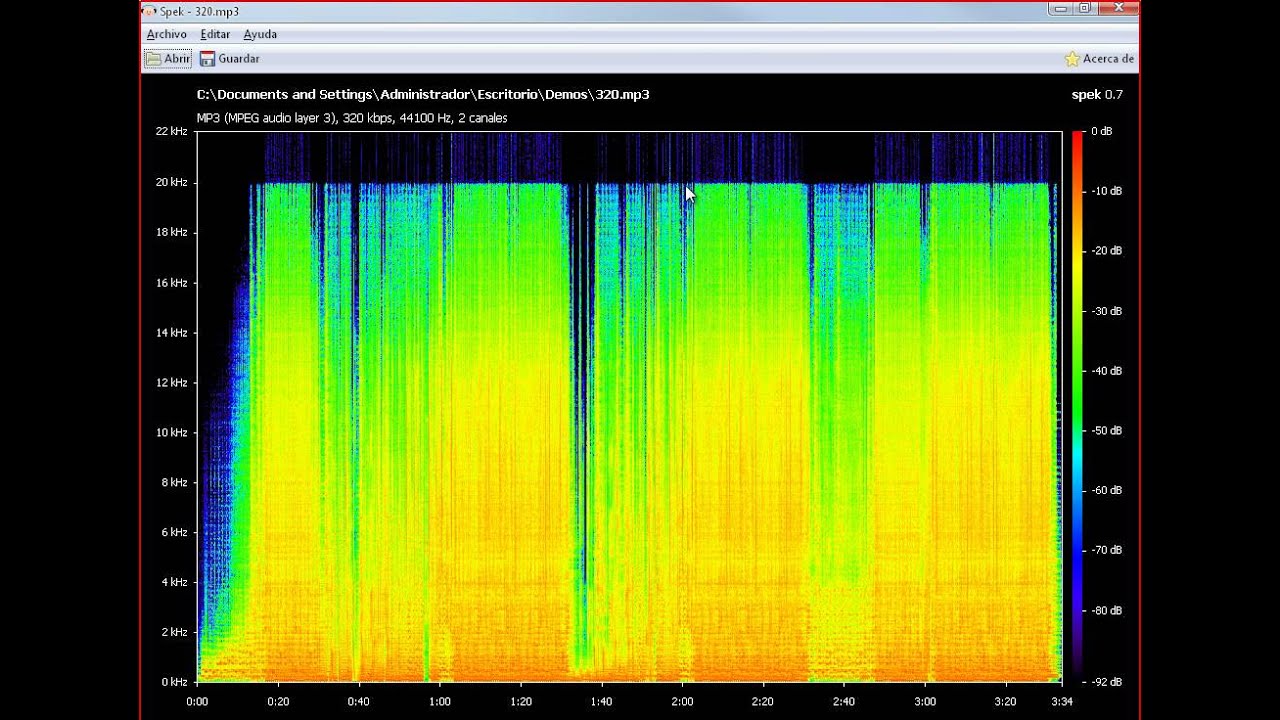 Spek - 320.mp3
Archivo Editar Ayuda
Abrir Guardar Acerca de
C:\Documents and Settings\Administrador\Escritorio\Demos\320.mp3 spek 0.7
MP3 (MPEG audio layer 3), 320 kbps, 44100 Hz, 2 canales
22 kHz 0 dB
20 kHz -10 dB
18 kHz -20 dB
16 kHz -30 dB
14 kHz -40 dB
12 kHz -50 dB
10 kHz -60 dB
8 kHz -70 dB
6 kHz -80 dB
4 kHz -92 dB
2 kHz
0 kHz
0:00 0:20 0:40 1:00 1:20 1:40 2:00 2:20 2:40 3:00 3:20 3:34